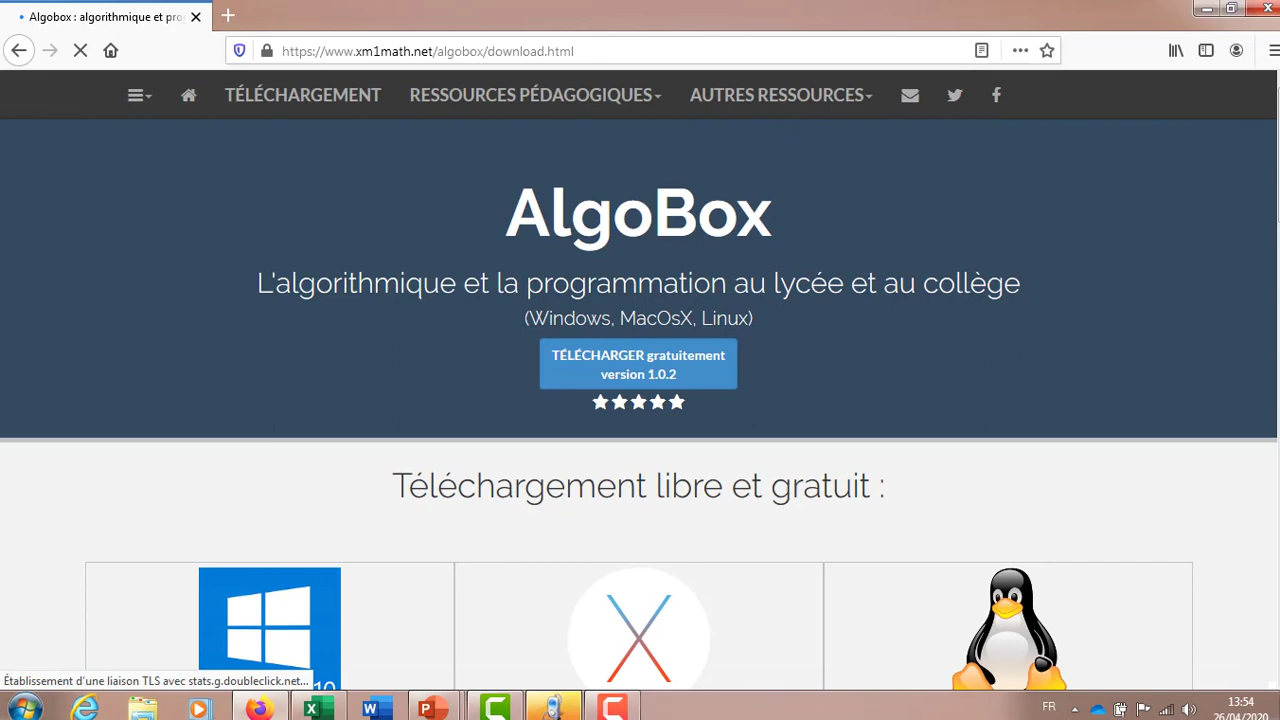 Algobox : algorithmique et pro
https://www.xm1math.net/algobox/download.html
TÉLÉCHARGEMENT RESSOURCES PÉDAGOGIQUES AUTRES RESSOURCES
AlgoBox
L'algorithmique et la programmation au lycée et au collège
(Windows, MacOsX, Linux)
TÉLÉCHARGER gratuitement
version 1.0.2
Téléchargement libre et gratuit :
10
Établissement d'une liaison TLS avec stats.g.doubleclick.net...
FR
13:54
26/04/2020